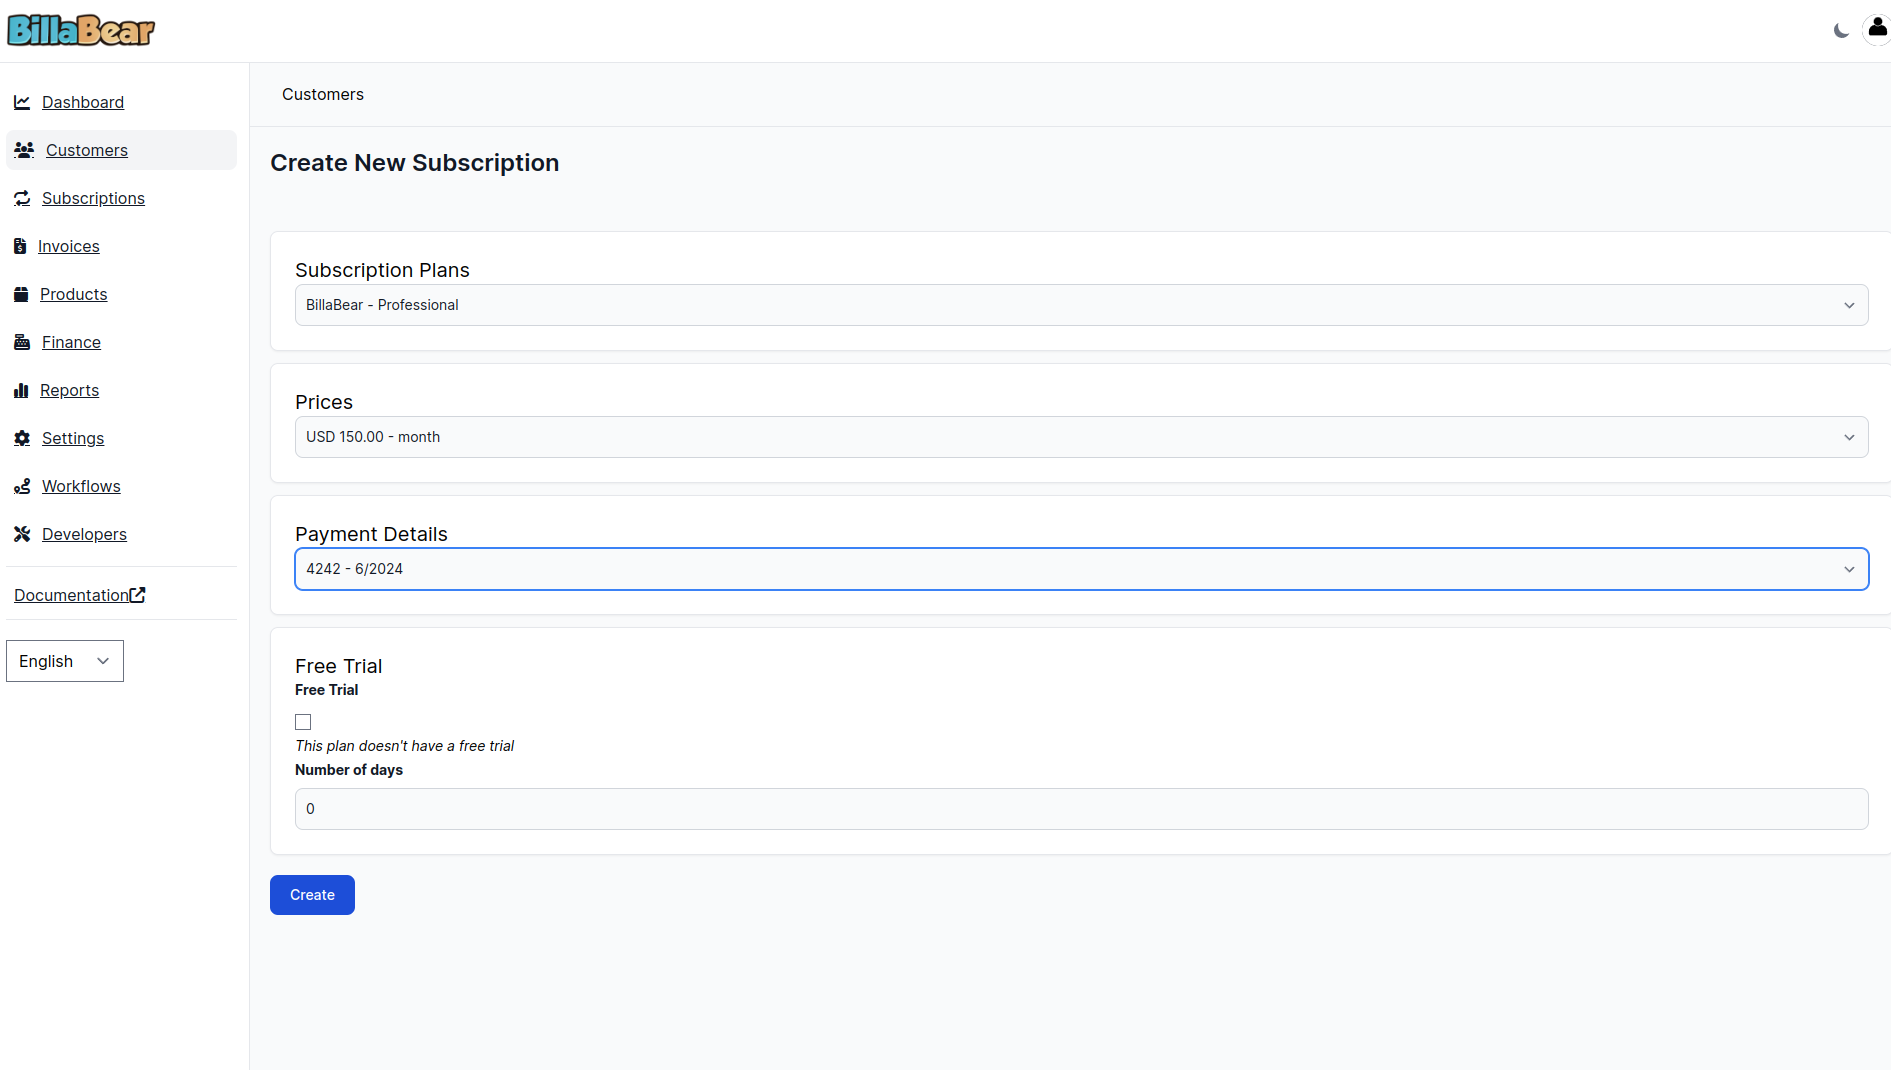 BillaBear
Dashboard
Customers
Subscriptions
Invoices
Products
Finance
Reports
Settings
Workflows
Developers
Documentation
English
Customers
Create New Subscription
Subscription Plans
BillaBear - Professional
Prices
USD 150.00 - month
Payment Details
4242 - 6/2024
Free Trial
Free Trial
This plan doesn't have a free trial
Number of days
0
Create